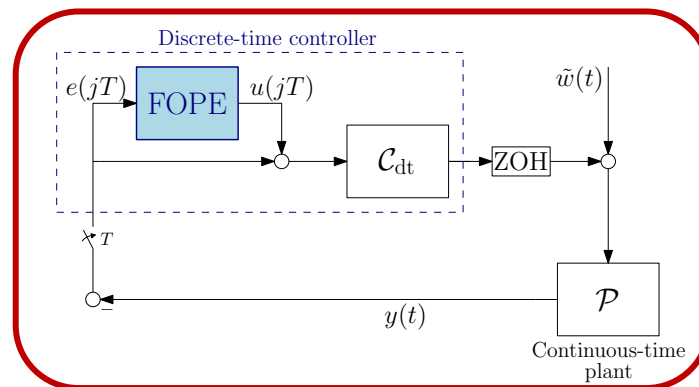 Discrete-time controller
e(jT)
FOPE
u(jT)
w̃(t)
𝒞dt
ZOH
T
−
y(t)
𝒫
Continuous-time
plant